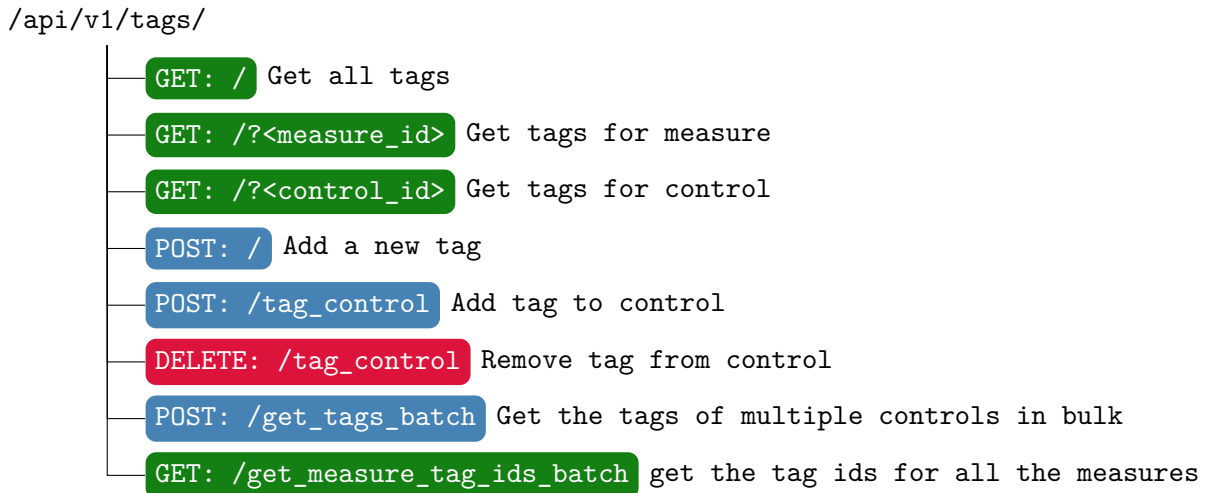 /api/v1/tags/
GET: / Get all tags
GET: /?<measure_id> Get tags for measure
GET: /?<control_id> Get tags for control
POST: / Add a new tag
POST: /tag_control Add tag to control
DELETE: /tag_control Remove tag from control
POST: /get_tags_batch Get the tags of multiple controls in bulk
GET: /get_measure_tag_ids_batch get the tag ids for all the measures